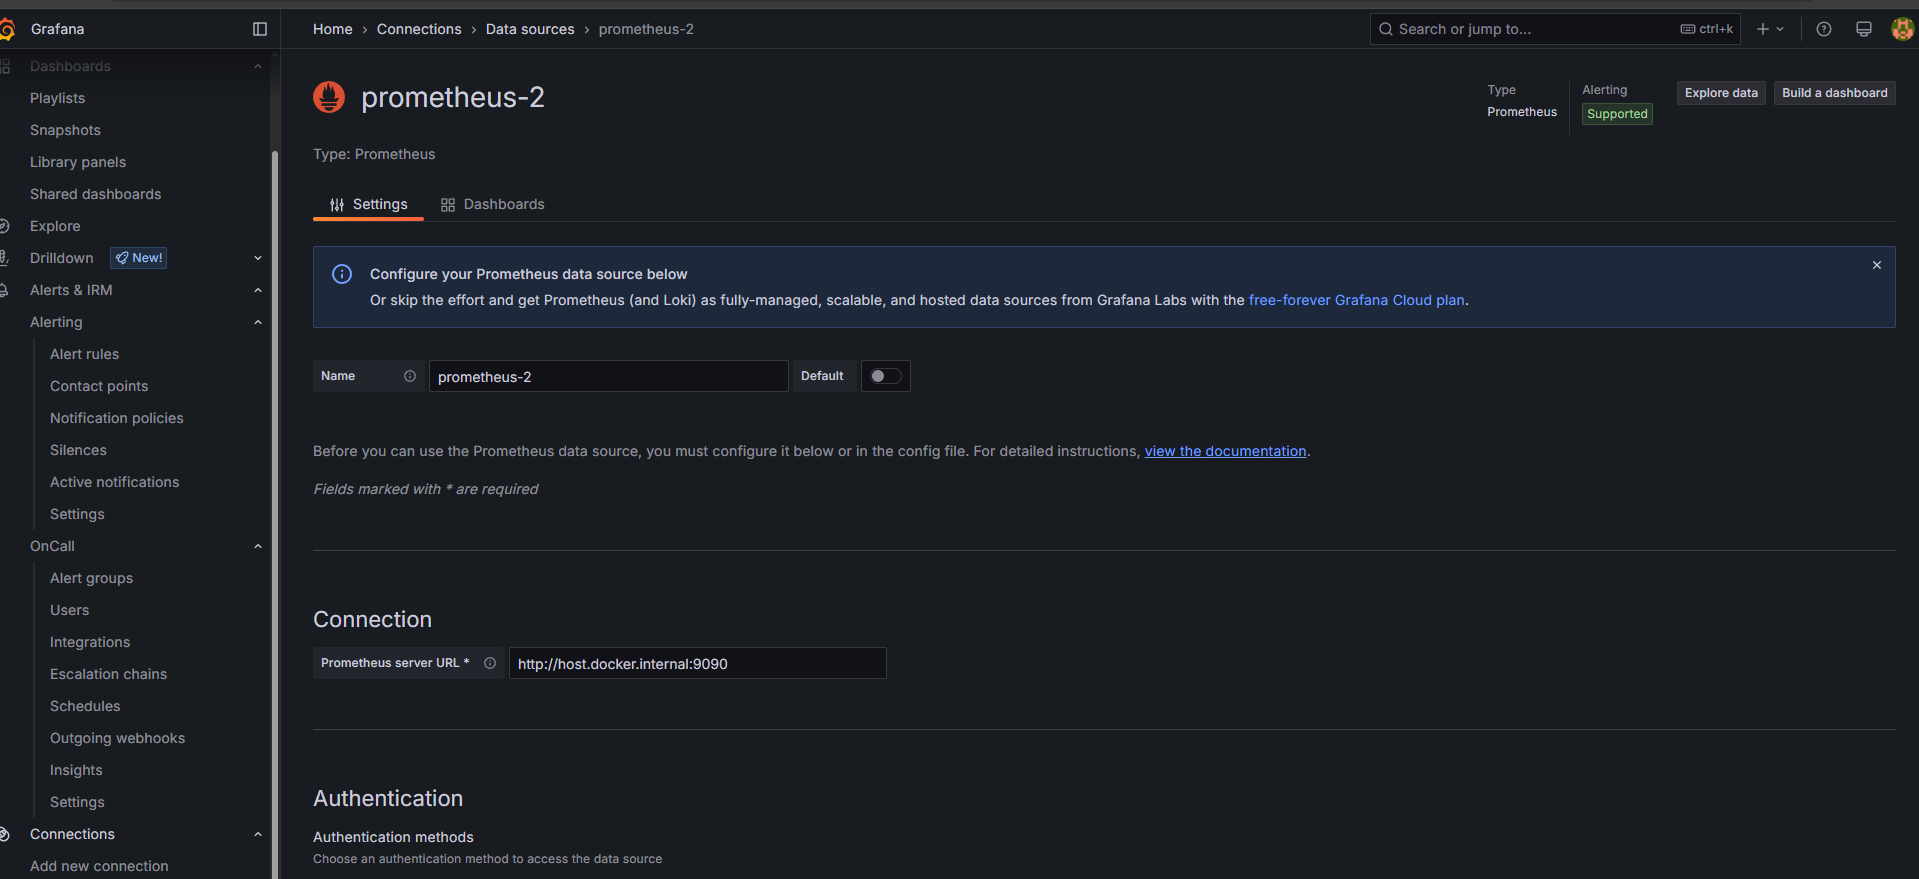 Grafana
Home › Connections › Data sources › prometheus-2
Search or jump to...
ctrl+k
Dashboards
Playlists
Snapshots
Library panels
Shared dashboards
Explore
Drilldown New!
Alerts & IRM
Alerting
Alert rules
Contact points
Notification policies
Silences
Active notifications
Settings
OnCall
Alert groups
Users
Integrations
Escalation chains
Schedules
Outgoing webhooks
Insights
Settings
Connections
Add new connection
prometheus-2
Type
Prometheus
Alerting
Supported
Explore data
Build a dashboard
Type: Prometheus
Settings
Dashboards
Configure your Prometheus data source below
Or skip the effort and get Prometheus (and Loki) as fully-managed, scalable, and hosted data sources from Grafana Labs with the free-forever Grafana Cloud plan.
Name
prometheus-2
Default
Before you can use the Prometheus data source, you must configure it below or in the config file. For detailed instructions, view the documentation.
Fields marked with * are required
Connection
Prometheus server URL *
http://host.docker.internal:9090
Authentication
Authentication methods
Choose an authentication method to access the data source